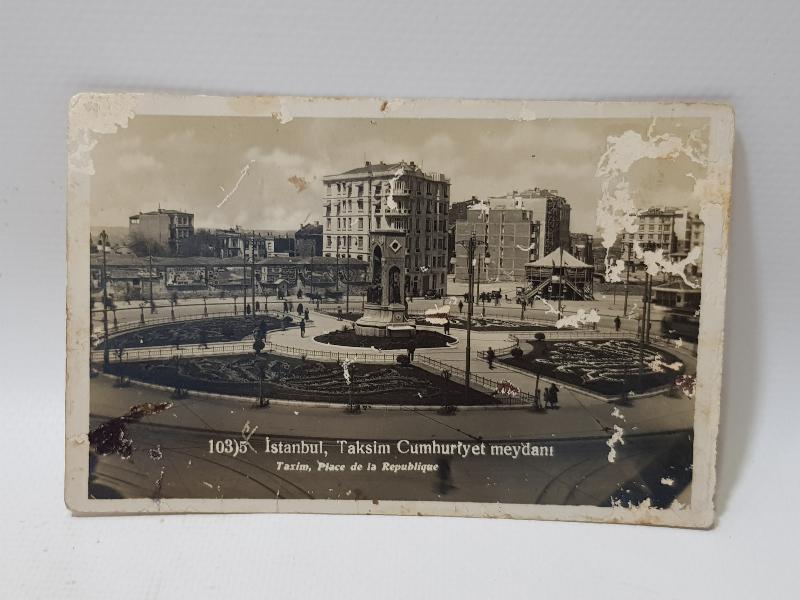 103)5 İstanbul, Taksim Cumhuriyet meydanı
Taxim, Place de la Republique